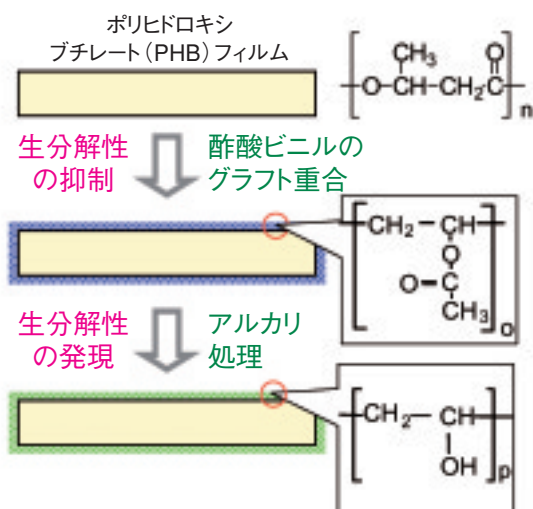 ポリヒドロキシ
ブチレート（PHB）フィルム
CH3
O
O-CH-CH2C
n
生分解性
の抑制
酢酸ビニルの
グラフト重合
CH2-CH
O
O=C
CH3
o
生分解性
の発現
アルカリ
処理
CH2-CH
OH
p